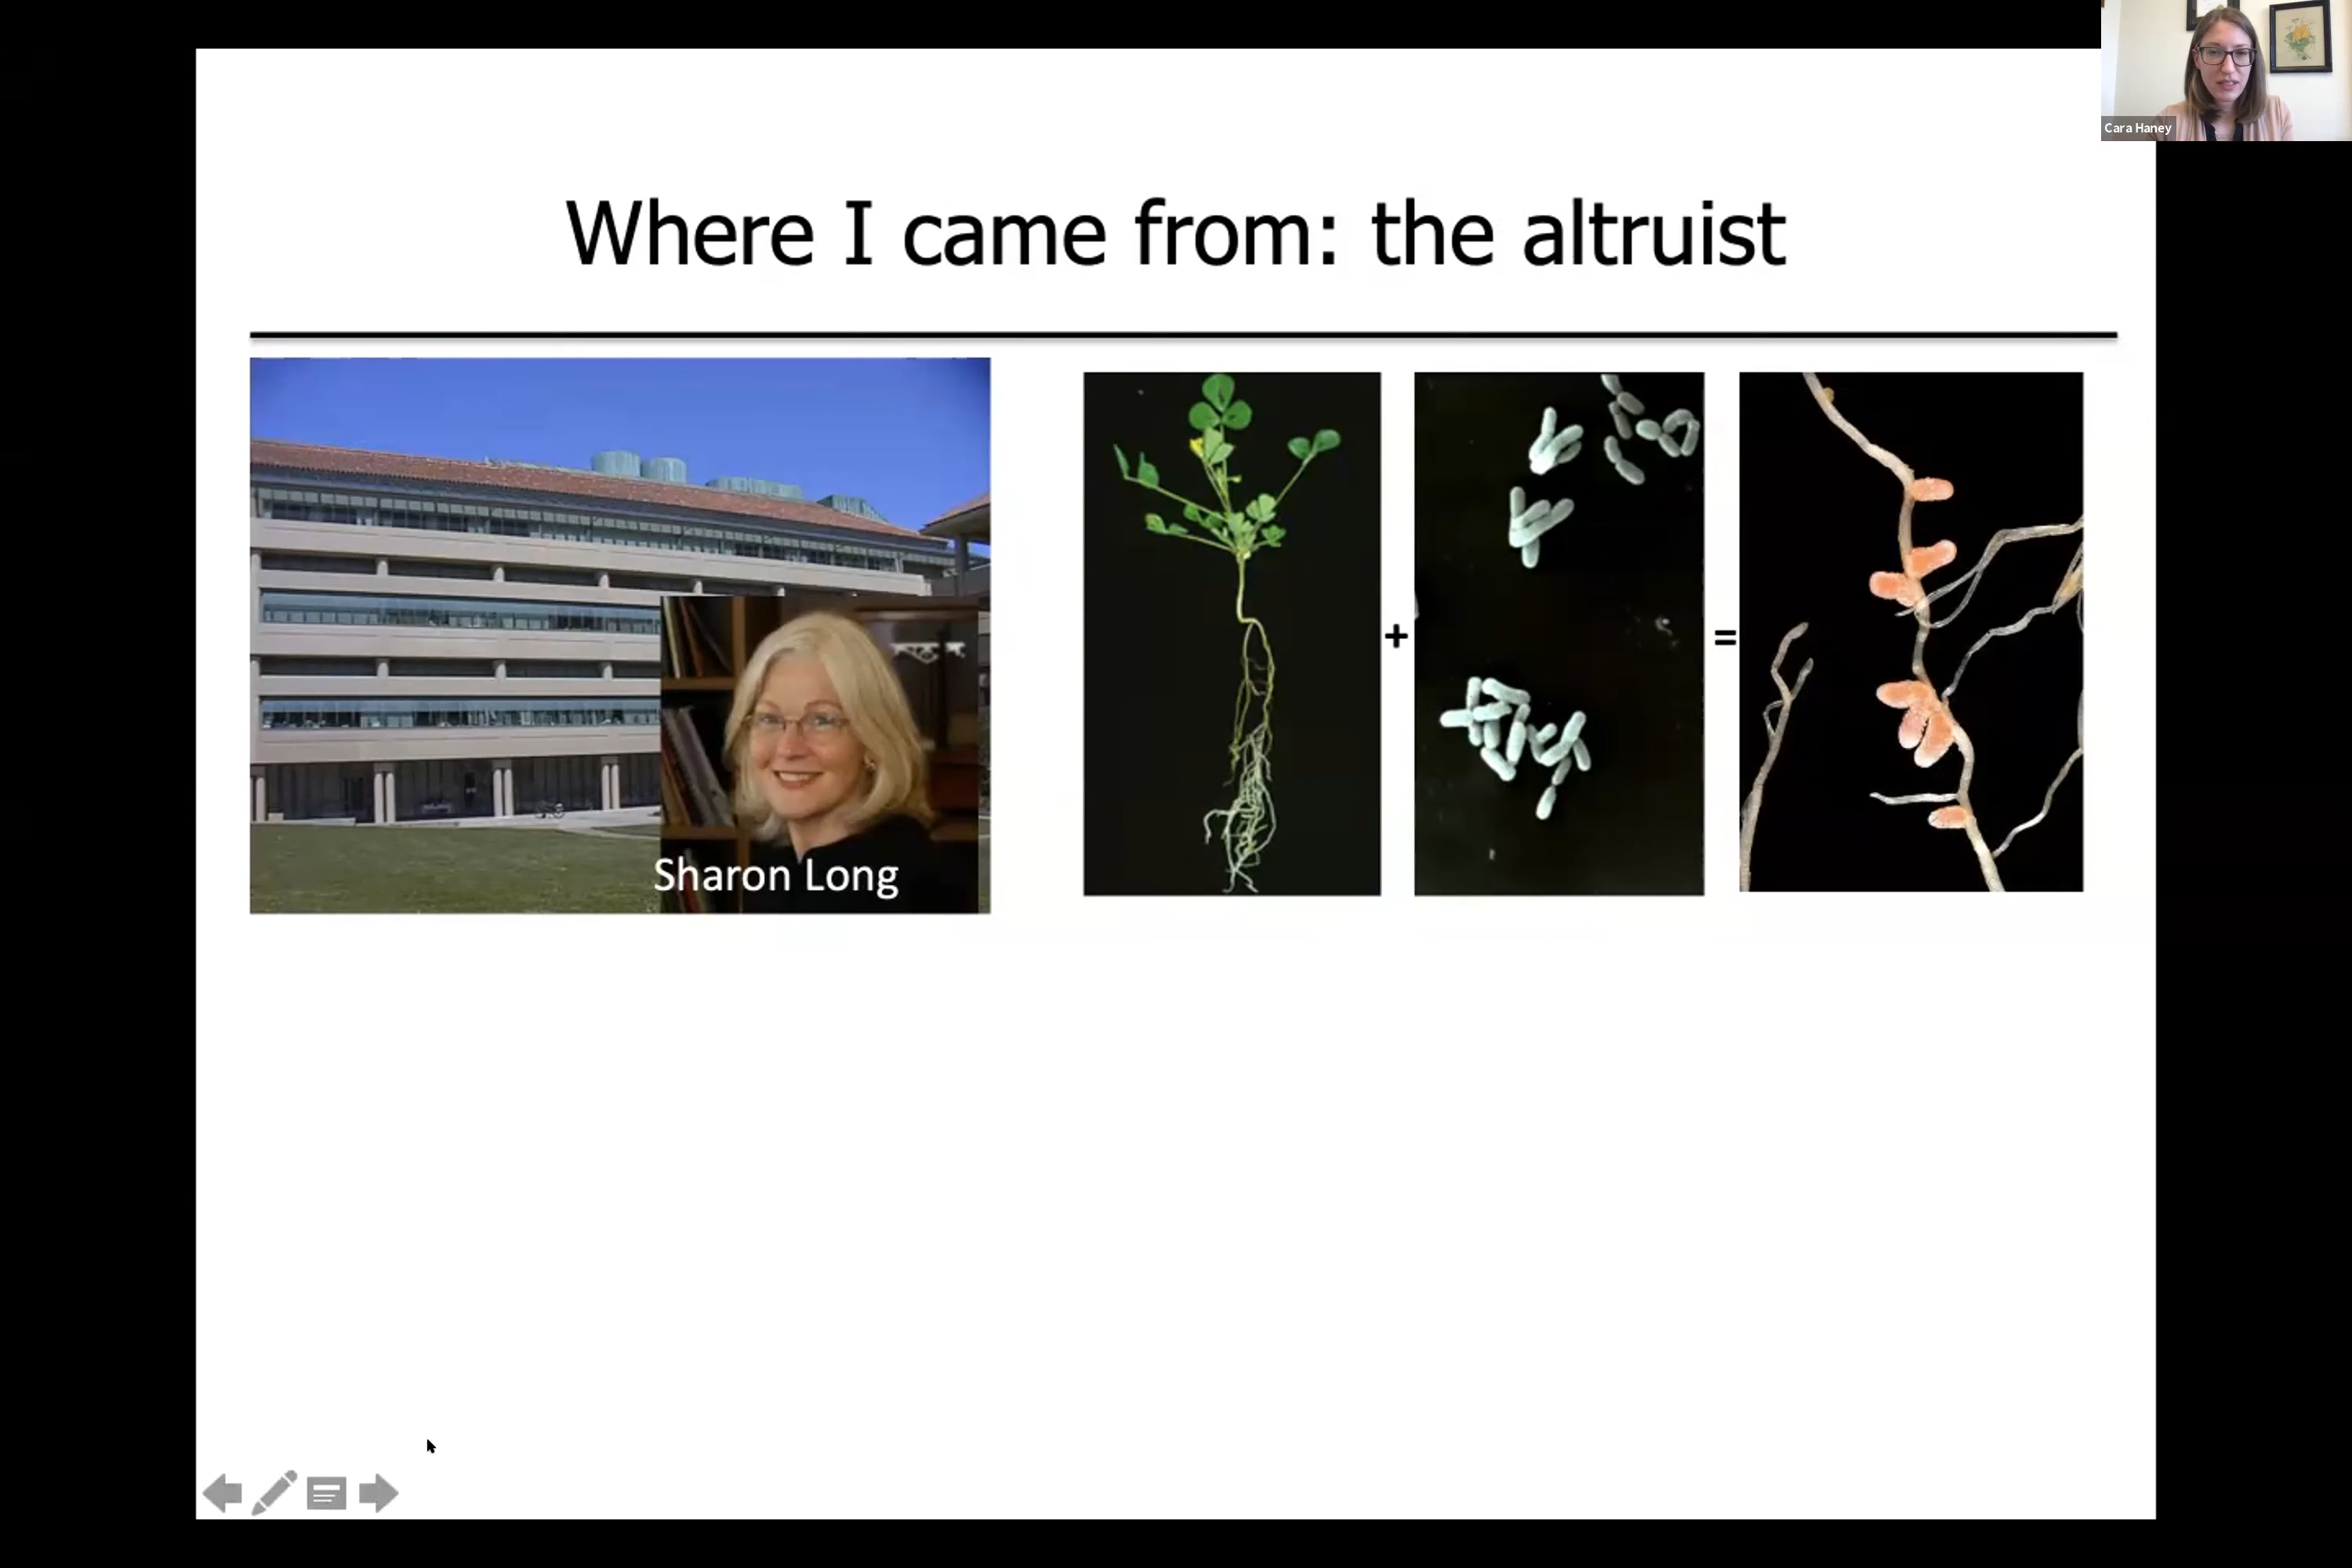 Cara Haney
Where I came from: the altruist
Sharon Long
+
=